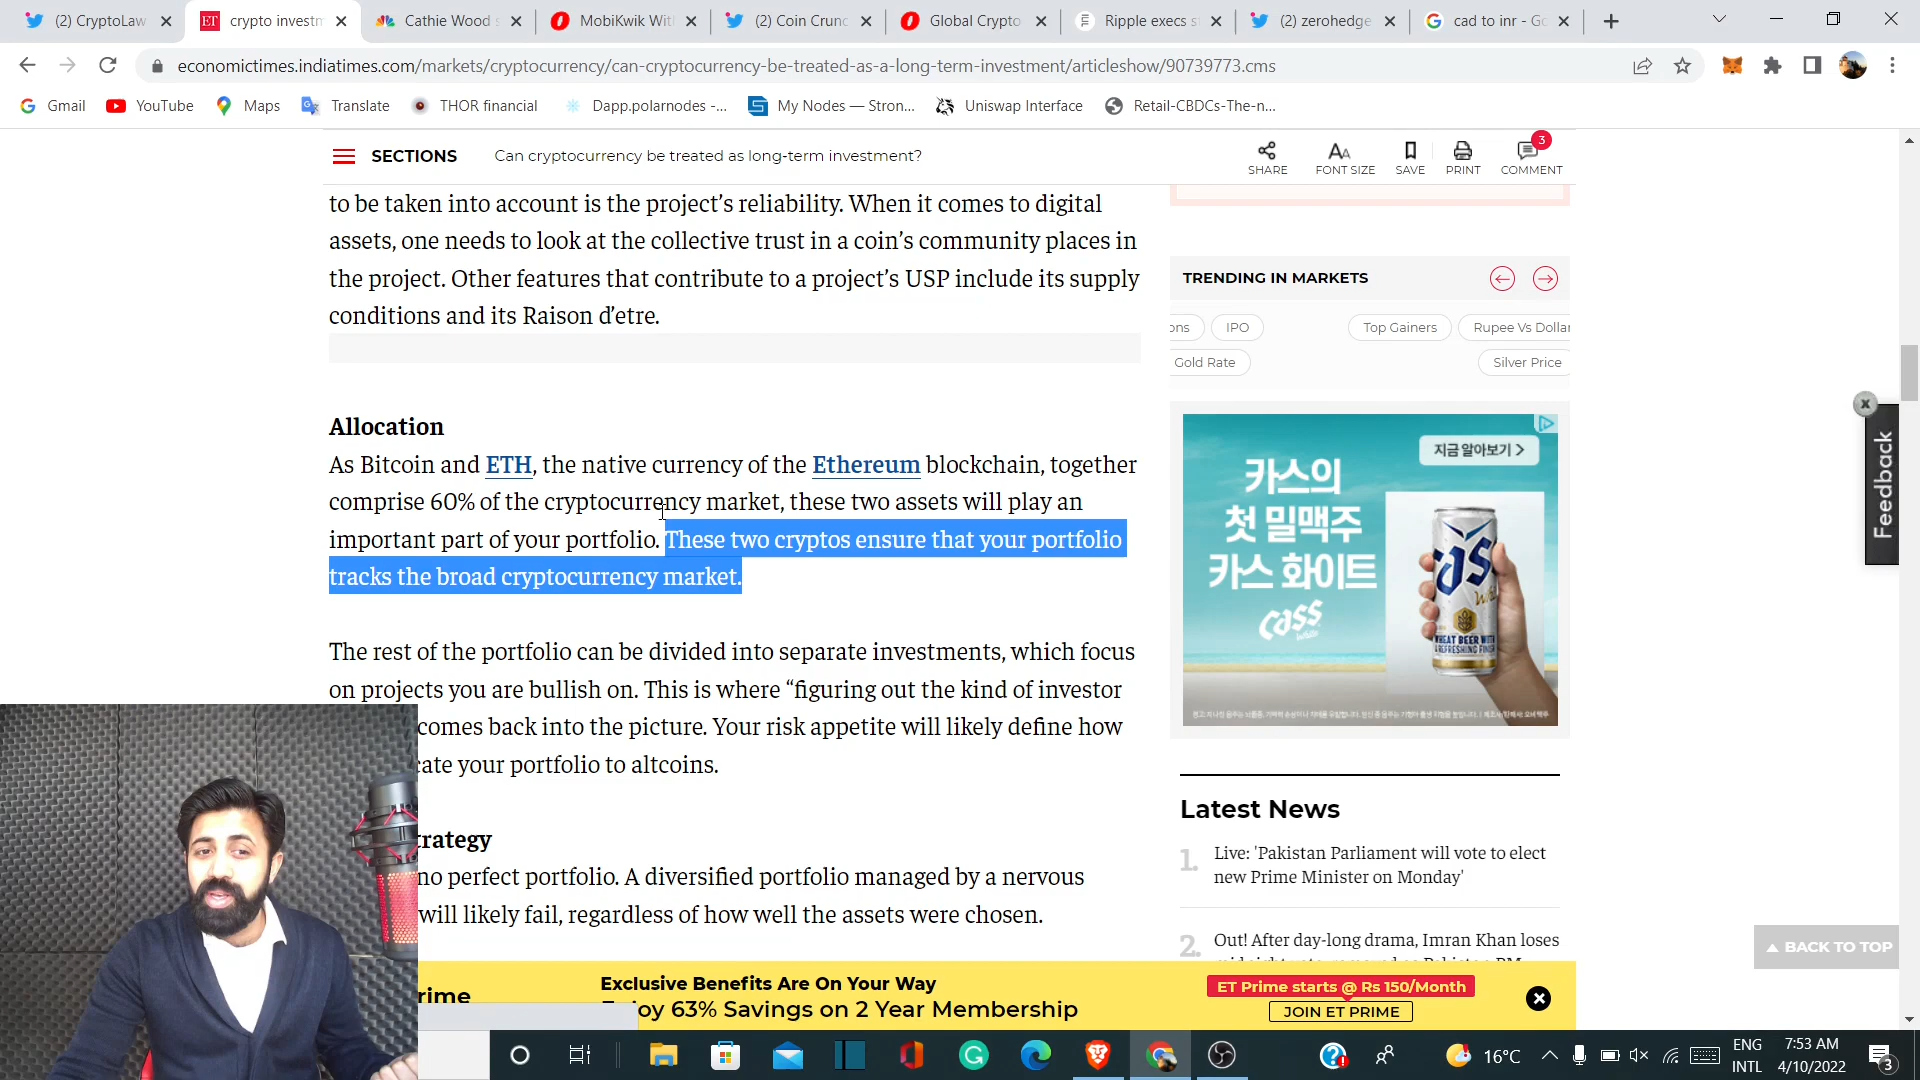 (2) CryptoLaw
crypto investm
Cathie Wood s
MobiKwik Wit
(2) Coin Crunc
Global Crypto
Ripple execs s
(2) zerohedge
cad to inr - Go
economictimes.indiatimes.com/markets/cryptocurrency/can-cryptocurrency-be-treated-as-a-long-term-investment/articleshow/90739773.cms
Gmail
YouTube
Maps
Translate
THOR financial
Dapp.polarnodes -...
My Nodes — Stron...
Uniswap Interface
Retail-CBDCs-The-n...
SECTIONS
Can cryptocurrency be treated as long-term investment?
SHARE
FONT SIZE
SAVE
PRINT
3
COMMENT
to be taken into account is the project’s reliability. When it comes to digital
assets, one needs to look at the collective trust in a coin’s community places in
the project. Other features that contribute to a project’s USP include its supply
conditions and its Raison d’etre.
Allocation
As Bitcoin and ETH, the native currency of the Ethereum blockchain, together
comprise 60% of the cryptocurrency market, these two assets will play an
important part of your portfolio. These two cryptos ensure that your portfolio
tracks the broad cryptocurrency market.
The rest of the portfolio can be divided into separate investments, which focus
on projects you are bullish on. This is where “figuring out the kind of investor
comes back into the picture. Your risk appetite will likely define how
cate your portfolio to altcoins.
trategy
no perfect portfolio. A diversified portfolio managed by a nervous
will likely fail, regardless of how well the assets were chosen.
TRENDING IN MARKETS
ons
IPO
Top Gainers
Rupee Vs Dollar
Gold Rate
Silver Price
지금 알아보기 >
카스의
첫 밀맥주
카스 화이트
Cass
White
WHEAT BEER WITH
A REFRESHING FINISH
Feedback
Latest News
1.
Live: 'Pakistan Parliament will vote to elect
new Prime Minister on Monday'
2.
Out! After day-long drama, Imran Khan loses
BACK TO TOP
rime
Exclusive Benefits Are On Your Way
Enjoy 63% Savings on 2 Year Membership
ET Prime starts @ Rs 150/Month
JOIN ET PRIME
16°C
ENG
INTL
7:53 AM
4/10/2022
3